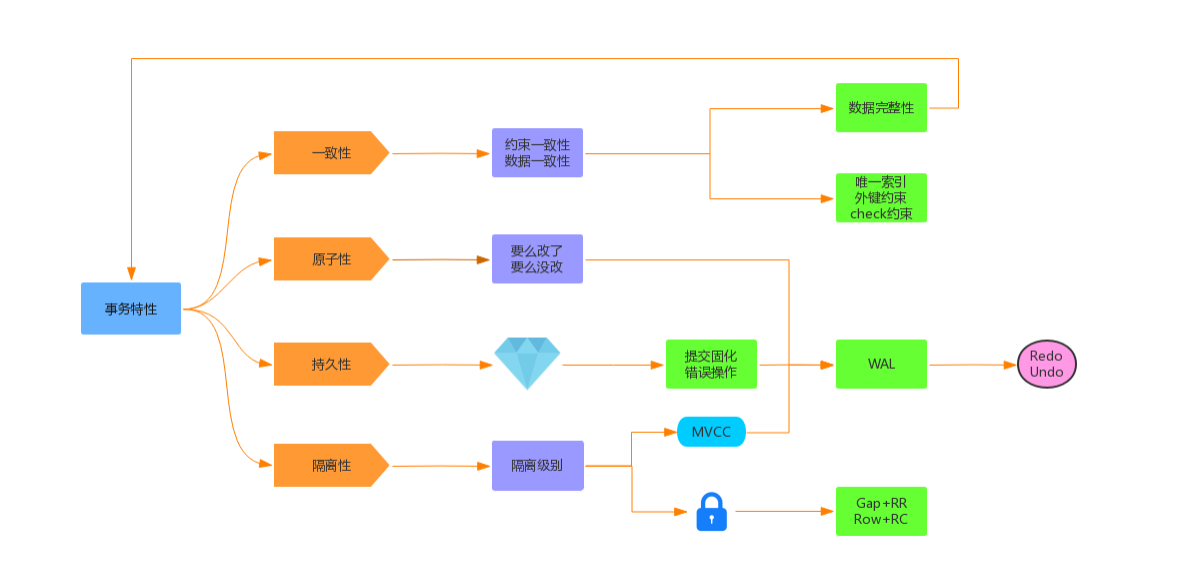 数据完整性
一致性
约束一致性
数据一致性
唯一索引
外键约束
check约束
原子性
要么改了
要么没改
事务特性
持久性
提交固化
错误操作
WAL
Redo
Undo
隔离性
隔离级别
MVCC
Gap+RR
Row+RC